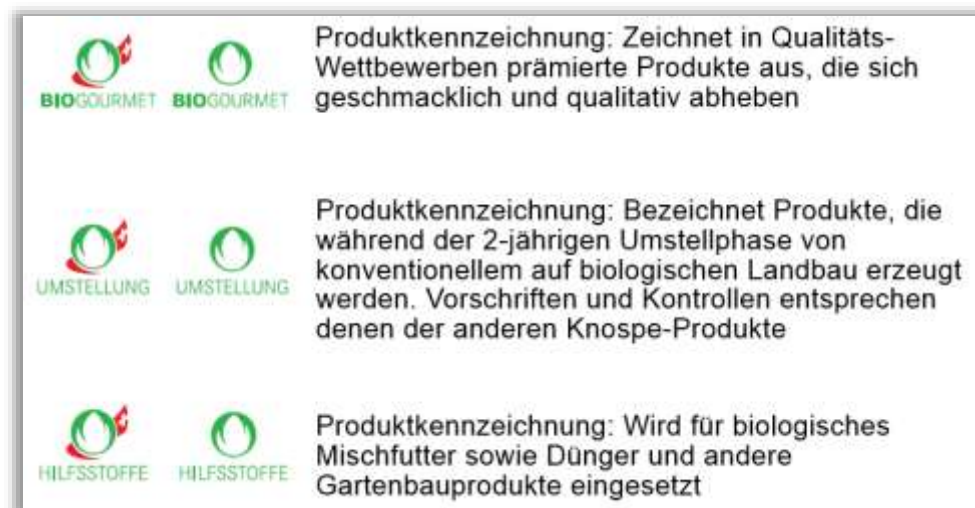 Produktkennzeichnung: Zeichnet in Qualitäts-
Wettbewerben prämierte Produkte aus, die sich
geschmacklich und qualitativ abheben
BIOGOURMET BIOGOURMET
Produktkennzeichnung: Bezeichnet Produkte, die
während der 2-jährigen Umstellphase von
konventionellem auf biologischen Landbau erzeugt
werden. Vorschriften und Kontrollen entsprechen
denen der anderen Knospe-Produkte
UMSTELLUNG UMSTELLUNG
Produktkennzeichnung: Wird für biologisches
Mischfutter sowie Dünger und andere
Gartenbauprodukte eingesetzt
HILFSSTOFFE HILFSSTOFFE